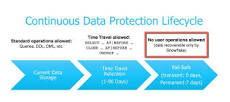 Continuous Data Protection Lifecycle
Standard operations allowed:
Queries, DDL, DML, etc.
Time Travel allowed:
SELECT … AT|BEFORE …
CLONE … AT|BEFORE …
UNDROP …
No user operations allowed
(data recoverable only by
Snowflake)
Current Data
Storage
Time Travel
Retention
(1-90 Days)
Fail-Safe
(transient: 0 days,
Permanent: 7 days)